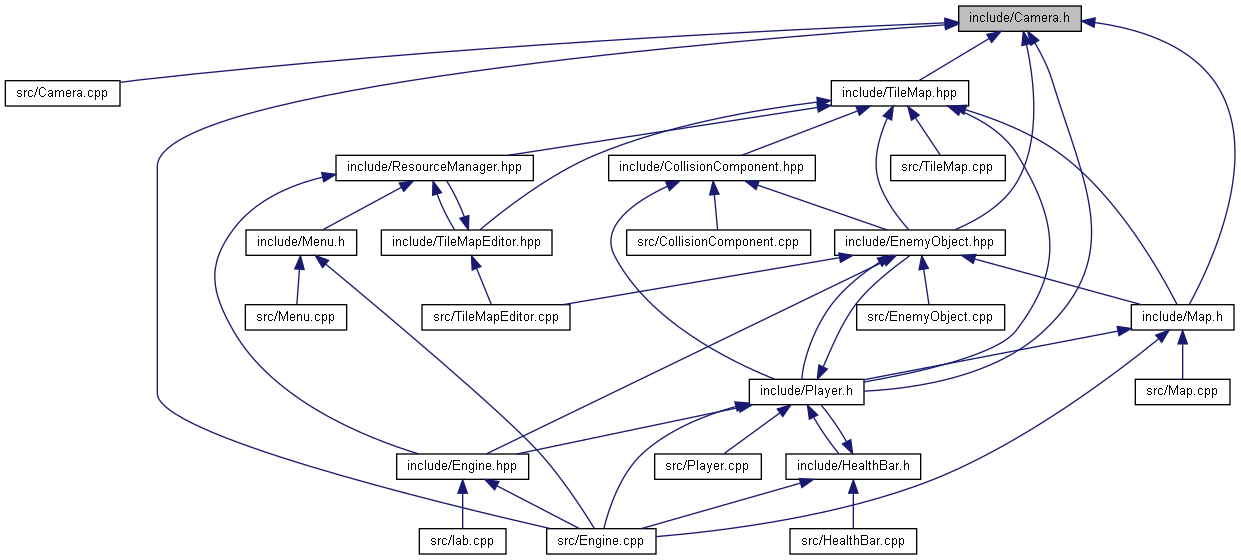 include/Camera.h
src/Camera.cpp
include/TileMap.hpp
include/ResourceManager.hpp
include/CollisionComponent.hpp
src/TileMap.cpp
include/Menu.h
include/TileMapEditor.hpp
src/CollisionComponent.cpp
include/EnemyObject.hpp
src/Menu.cpp
src/TileMapEditor.cpp
src/EnemyObject.cpp
include/Map.h
include/Player.h
src/Map.cpp
include/Engine.hpp
src/Player.cpp
include/HealthBar.h
src/lab.cpp
src/Engine.cpp
src/HealthBar.cpp